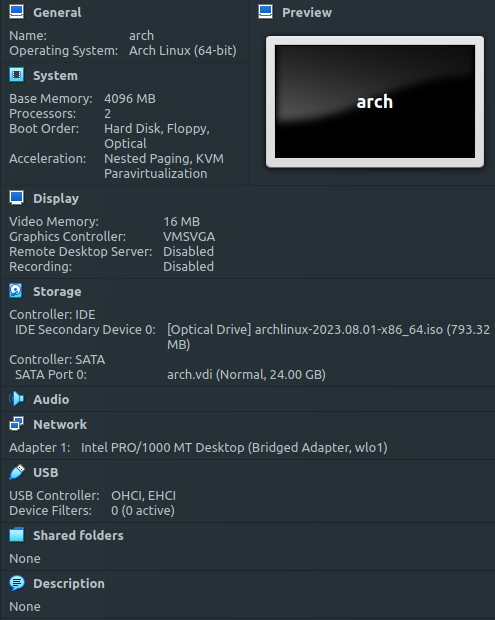 General
Name: arch
Operating System: Arch Linux (64-bit)
Preview
arch
System
Base Memory: 4096 MB
Processors: 2
Boot Order: Hard Disk, Floppy,
Optical
Acceleration: Nested Paging, KVM
Paravirtualization
Display
Video Memory: 16 MB
Graphics Controller: VMSVGA
Remote Desktop Server: Disabled
Recording: Disabled
Storage
Controller: IDE
IDE Secondary Device 0: [Optical Drive] archlinux-2023.08.01-x86_64.iso (793.32
MB)
Controller: SATA
SATA Port 0: arch.vdi (Normal, 24.00 GB)
Audio
Network
Adapter 1: Intel PRO/1000 MT Desktop (Bridged Adapter, wlo1)
USB
USB Controller: OHCI, EHCI
Device Filters: 0 (0 active)
Shared folders
None
Description
None